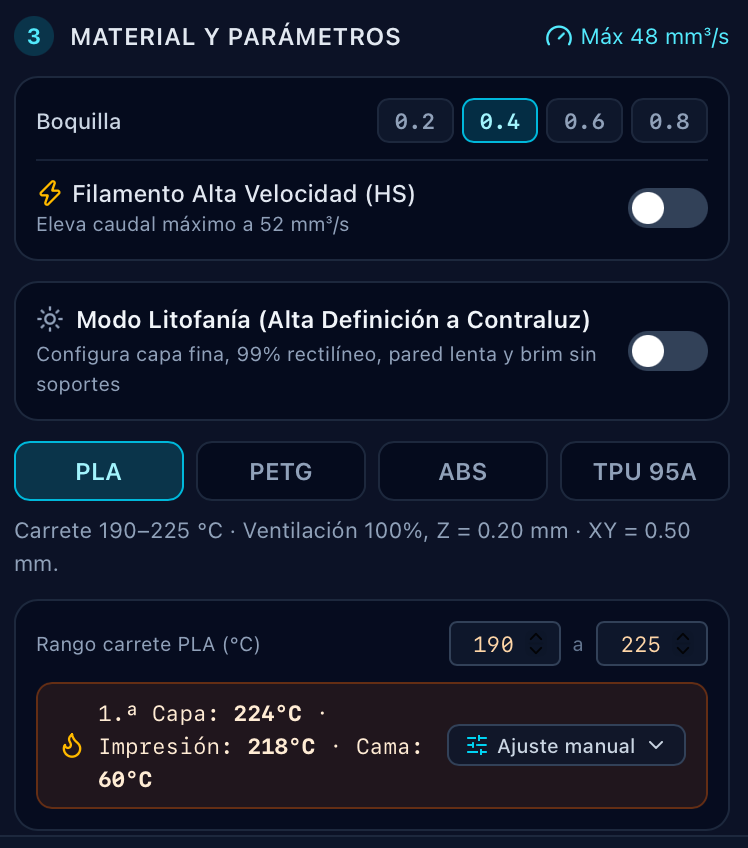 3 MATERIAL Y PARÁMETROS Máx 48 mm³/s
Boquilla 0.2 0.4 0.6 0.8
Filamento Alta Velocidad (HS)
Eleva caudal máximo a 52 mm³/s
Modo Litofanía (Alta Definición a Contraluz)
Configura capa fina, 99% rectilíneo, pared lenta y brim sin
soportes
PLA PETG ABS TPU 95A
Carrete 190–225 °C · Ventilación 100%, Z = 0.20 mm · XY = 0.50
mm.
Rango carrete PLA (°C) 190 a 225
1.ª Capa: 224°C ·
Impresión: 218°C · Cama:
60°C
Ajuste manual